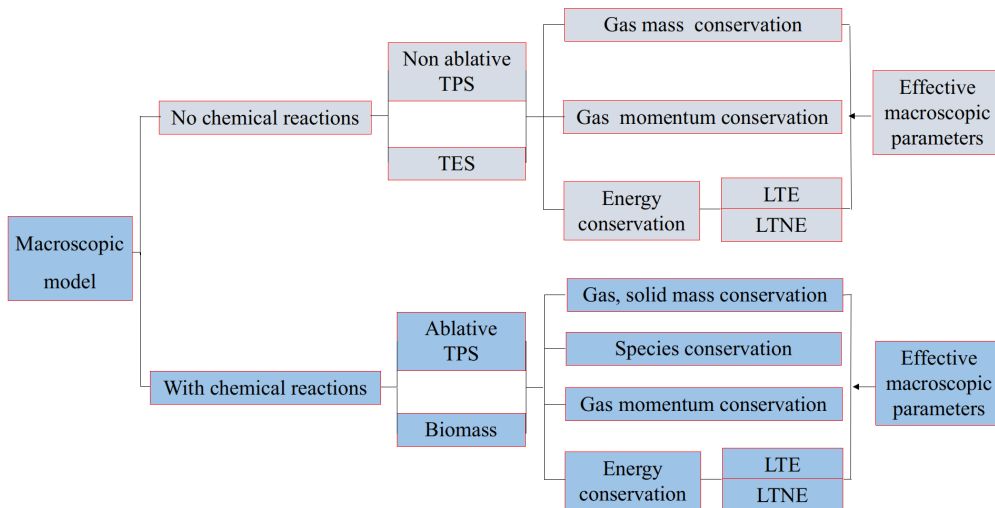 Macroscopic
model
No chemical reactions
Non ablative
TPS
TES
Gas mass conservation
Gas momentum conservation
Energy
conservation
LTE
LTNE
Effective
macroscopic
parameters
With chemical reactions
Ablative
TPS
Biomass
Gas, solid mass conservation
Species conservation
Gas momentum conservation
Energy
conservation
LTE
LTNE
Effective
macroscopic
parameters